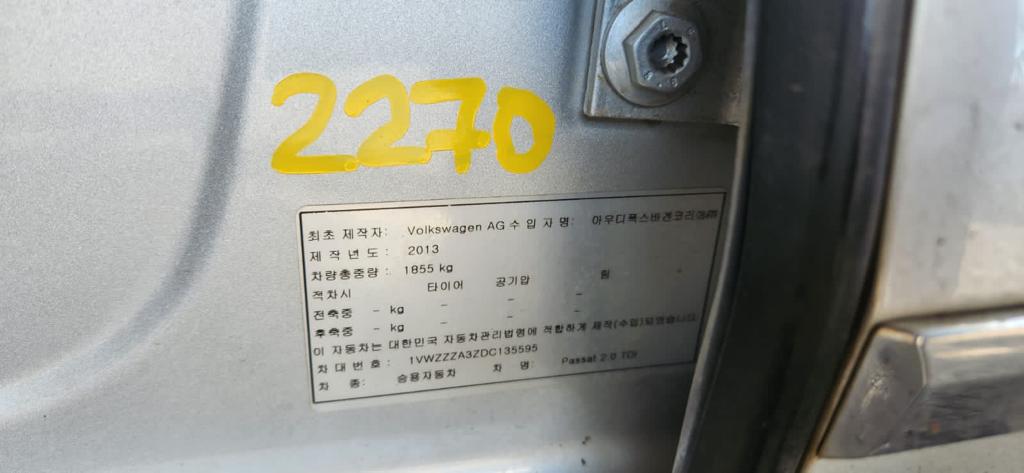 2270
최초 제작자: Volkswagen AG 수 입 자 명: 아우디폭스바겐코리아㈜
제 작 년 도 : 2013
차량총중량 : 1855 kg
적차시 타이어 공기압 림
전축중 - kg - - -
후축중 - kg - - -
이 자동차는 대한민국 자동차관리법령에 적합하게 제작(수입)되었습니다.
차 대 번 호 : 1VWZZZA3ZDC135595
차 종: 승용자동차 차 명: Passat 2.0 TDI